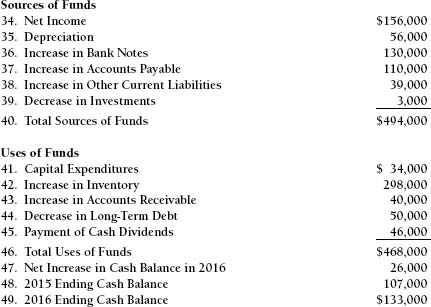 Sources of Funds
34. Net Income $156,000
35. Depreciation 56,000
36. Increase in Bank Notes 130,000
37. Increase in Accounts Payable 110,000
38. Increase in Other Current Liabilities 39,000
39. Decrease in Investments 3,000
40. Total Sources of Funds $494,000
Uses of Funds
41. Capital Expenditures $ 34,000
42. Increase in Inventory 298,000
43. Increase in Accounts Receivable 40,000
44. Decrease in Long-Term Debt 50,000
45. Payment of Cash Dividends 46,000
46. Total Uses of Funds $468,000
47. Net Increase in Cash Balance in 2016 26,000
48. 2015 Ending Cash Balance 107,000
49. 2016 Ending Cash Balance $133,000